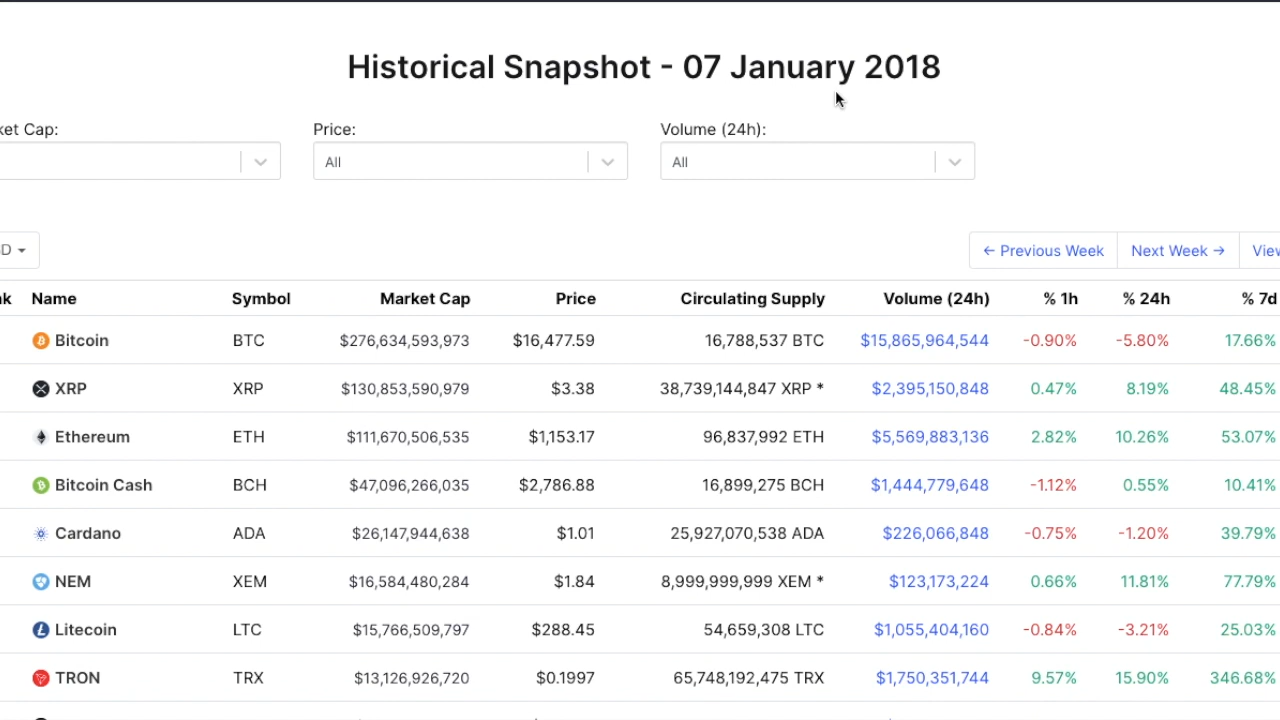 Historical Snapshot - 07 January 2018
ket Cap: Price: Volume (24h):
All All
D ← Previous Week Next Week → View
nk Name Symbol Market Cap Price Circulating Supply Volume (24h) % 1h % 24h % 7d
Bitcoin BTC $276,634,593,973 $16,477.59 16,788,537 BTC $15,865,964,544 -0.90% -5.80% 17.66%
XRP XRP $130,853,590,979 $3.38 38,739,144,847 XRP * $2,395,150,848 0.47% 8.19% 48.45%
Ethereum ETH $111,670,506,535 $1,153.17 96,837,992 ETH $5,569,883,136 2.82% 10.26% 53.07%
Bitcoin Cash BCH $47,096,266,035 $2,786.88 16,899,275 BCH $1,444,779,648 -1.12% 0.55% 10.41%
Cardano ADA $26,147,944,638 $1.01 25,927,070,538 ADA $226,066,848 -0.75% -1.20% 39.79%
NEM XEM $16,584,480,284 $1.84 8,999,999,999 XEM * $123,173,224 0.66% 11.81% 77.79%
Litecoin LTC $15,766,509,797 $288.45 54,659,308 LTC $1,055,404,160 -0.84% -3.21% 25.03%
TRON TRX $13,126,926,720 $0.1997 65,748,192,475 TRX $1,750,351,744 9.57% 15.90% 346.68%